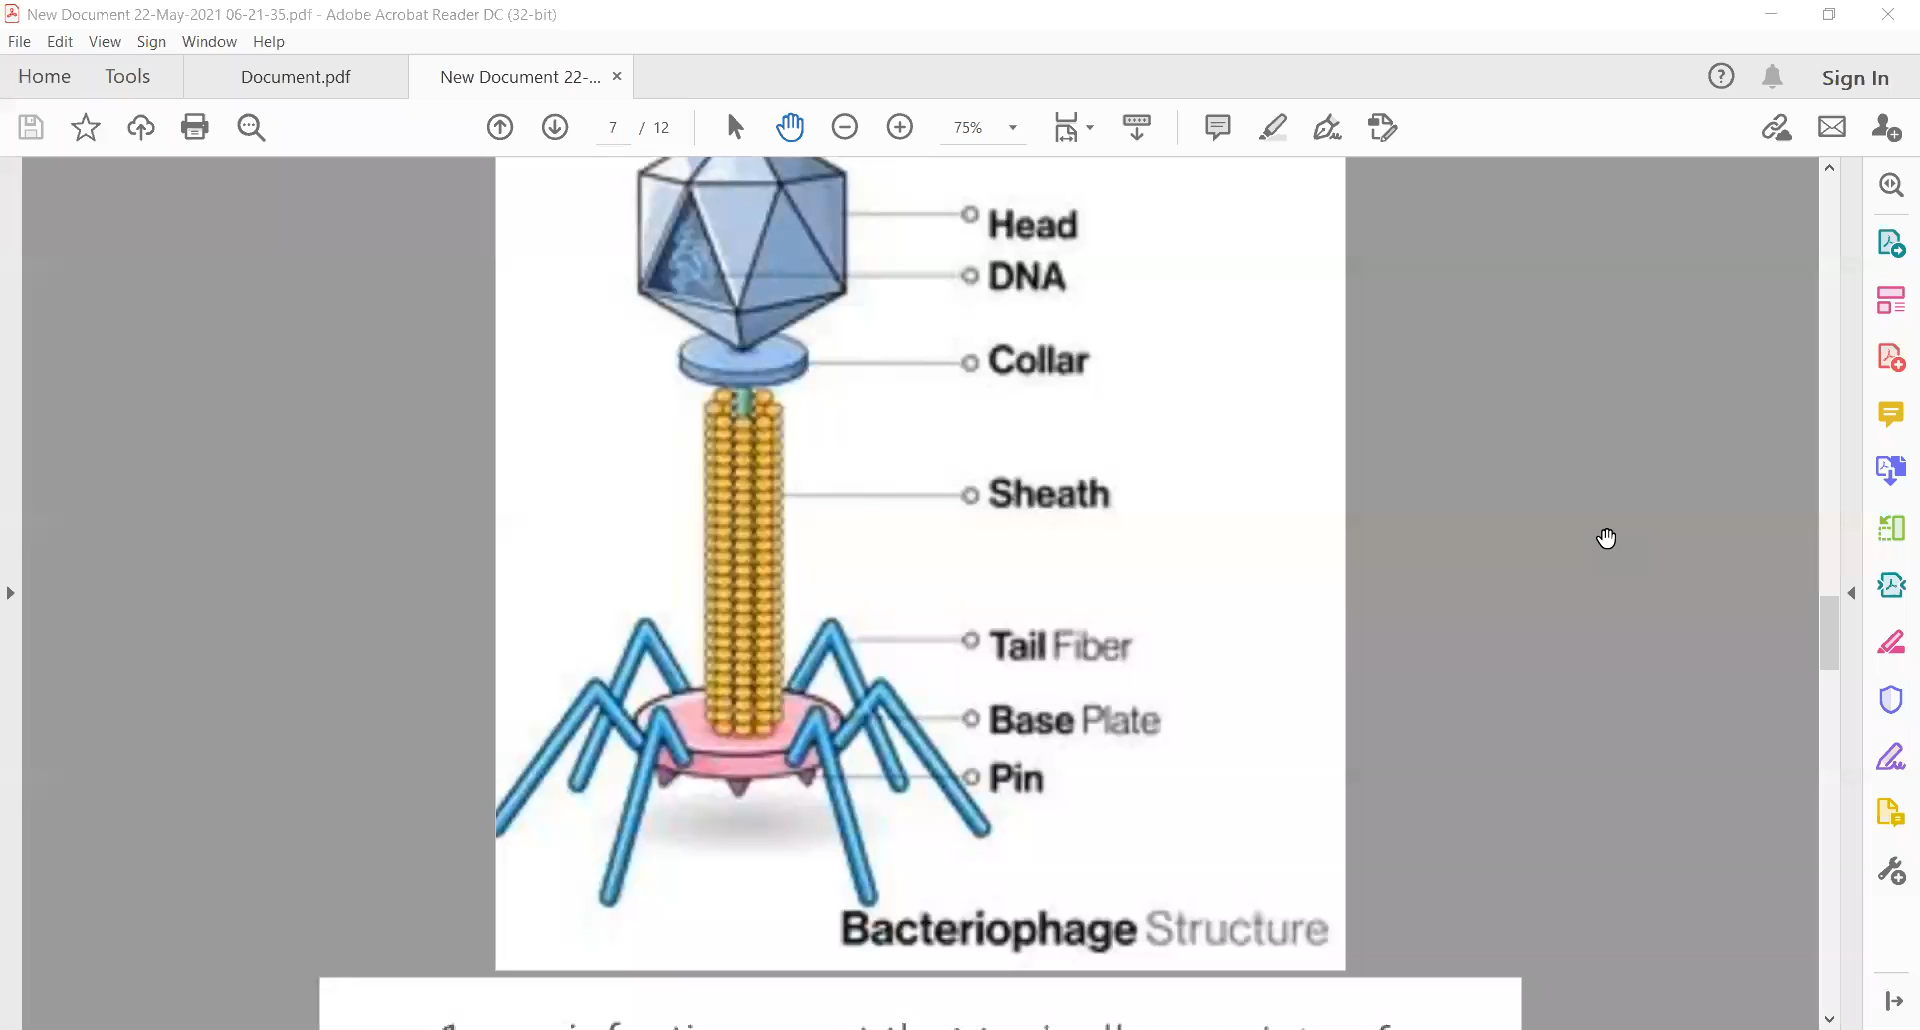 New Document 22-May-2021 06-21-35.pdf - Adobe Acrobat Reader DC (32-bit)
File Edit View Sign Window Help
Home Tools Document.pdf New Document 22-... × Sign In
7 / 12 75%
Head
DNA
Collar
Sheath
Tail Fiber
Base Plate
Pin
Bacteriophage Structure